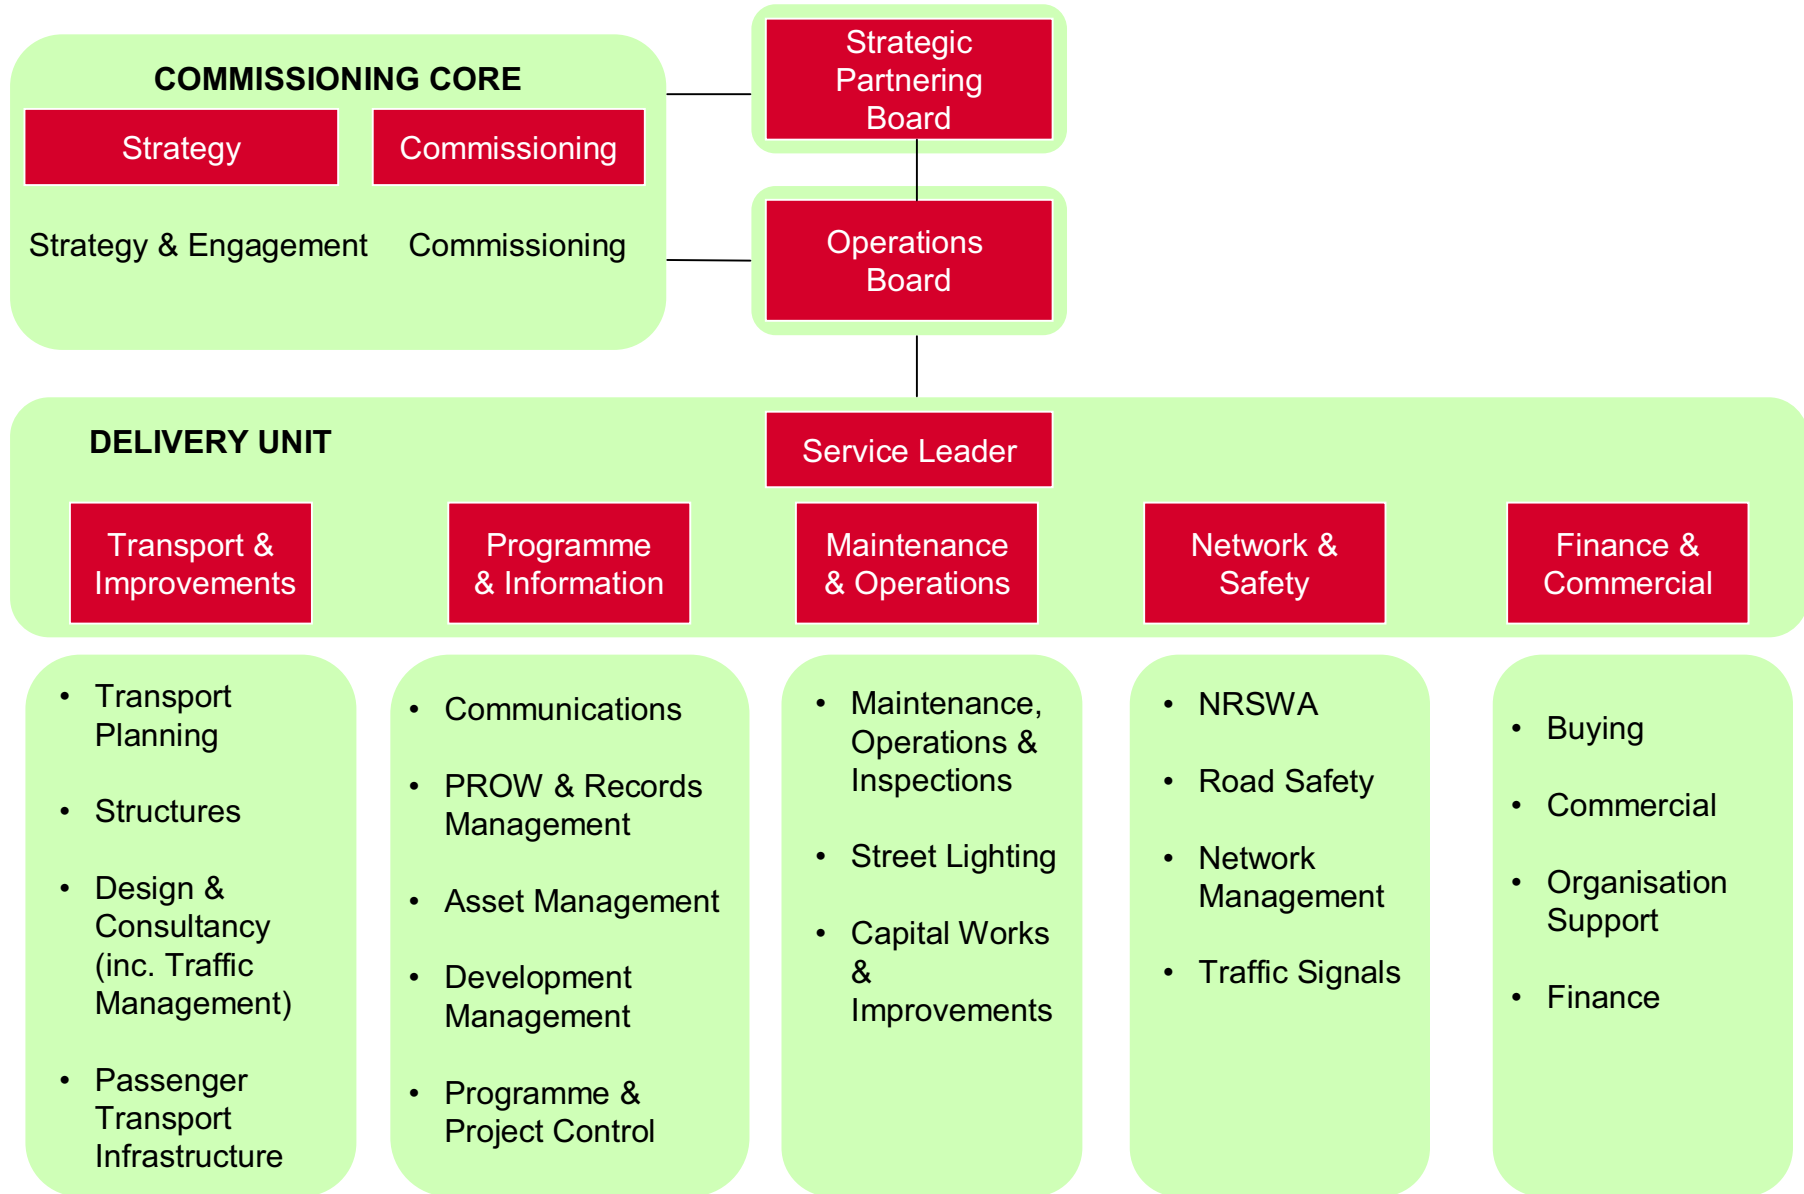 COMMISSIONING CORE
Strategy
Commissioning
Strategy & Engagement
Commissioning
Strategic
Partnering
Board
Operations
Board
DELIVERY UNIT
Service Leader
Transport &
Improvements
Programme
& Information
Maintenance
& Operations
Network &
Safety
Finance &
Commercial
• Transport
Planning
• Structures
• Design &
Consultancy
(inc. Traffic
Management)
• Passenger
Transport
Infrastructure
• Communications
• PROW & Records
Management
• Asset Management
• Development
Management
• Programme &
Project Control
• Maintenance,
Operations &
Inspections
• Street Lighting
• Capital Works
&
Improvements
• NRSWA
• Road Safety
• Network
Management
• Traffic Signals
• Buying
• Commercial
• Organisation
Support
• Finance